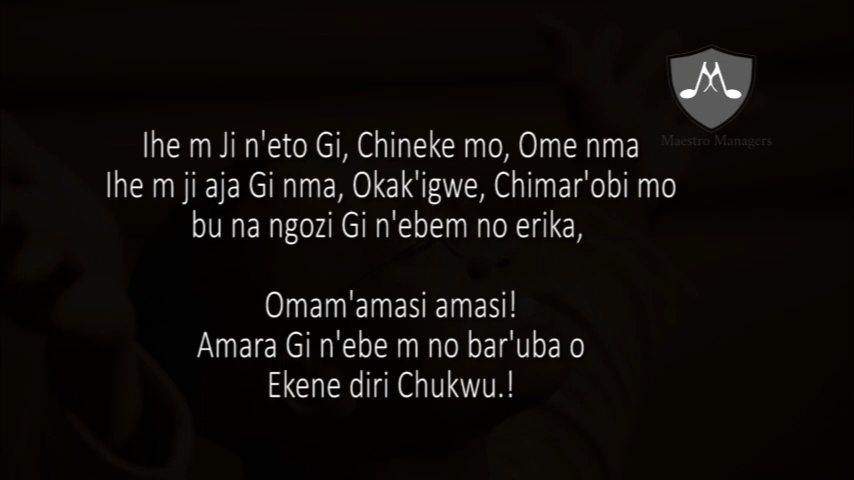 Maestro Managers
Ihe m Ji n'eto Gi, Chineke mo, Ome nma
Ihe m ji aja Gi nma, Okak'igwe, Chimar'obi mo
bu na ngozi Gi n'ebem no erika,
Omam'amasi amasi!
Amara Gi n'ebe m no bar'uba o
Ekene diri Chukwu.!